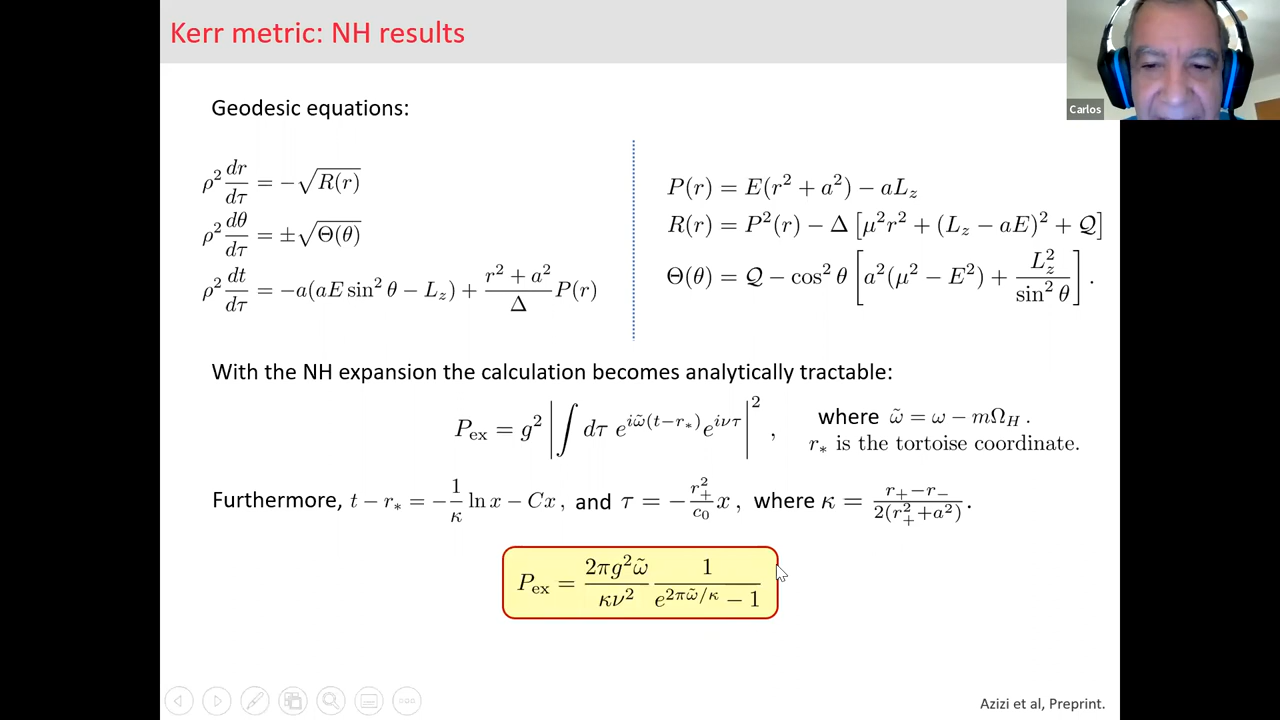 Kerr metric: NH results
Carlos
Geodesic equations:
ρ² dr/dτ = −√R(r)
ρ² dθ/dτ = ±√Θ(θ)
ρ² dt/dτ = −a(aE sin² θ − L_z) + (r² + a²)/Δ P(r)
P(r) = E(r² + a²) − aL_z
R(r) = P²(r) − Δ [μ²r² + (L_z − aE)² + 𝒬]
Θ(θ) = 𝒬 − cos² θ [a²(μ² − E²) + L_z²/sin² θ] .
With the NH expansion the calculation becomes analytically tractable:
P_ex = g² |∫ dτ e^{iω̃(t−r_*)} e^{iντ}|² ,
where ω̃ = ω − mΩ_H .
r_* is the tortoise coordinate.
Furthermore, t − r_* = −1/κ ln x − Cx , and τ = −r_+²/c_0 x , where κ = (r_+−r_−)/(2(r_+²+a²)) .
P_ex = 2πg²ω̃/κν² 1/(e^{2πω̃/κ} − 1)
Azizi et al, Preprint.